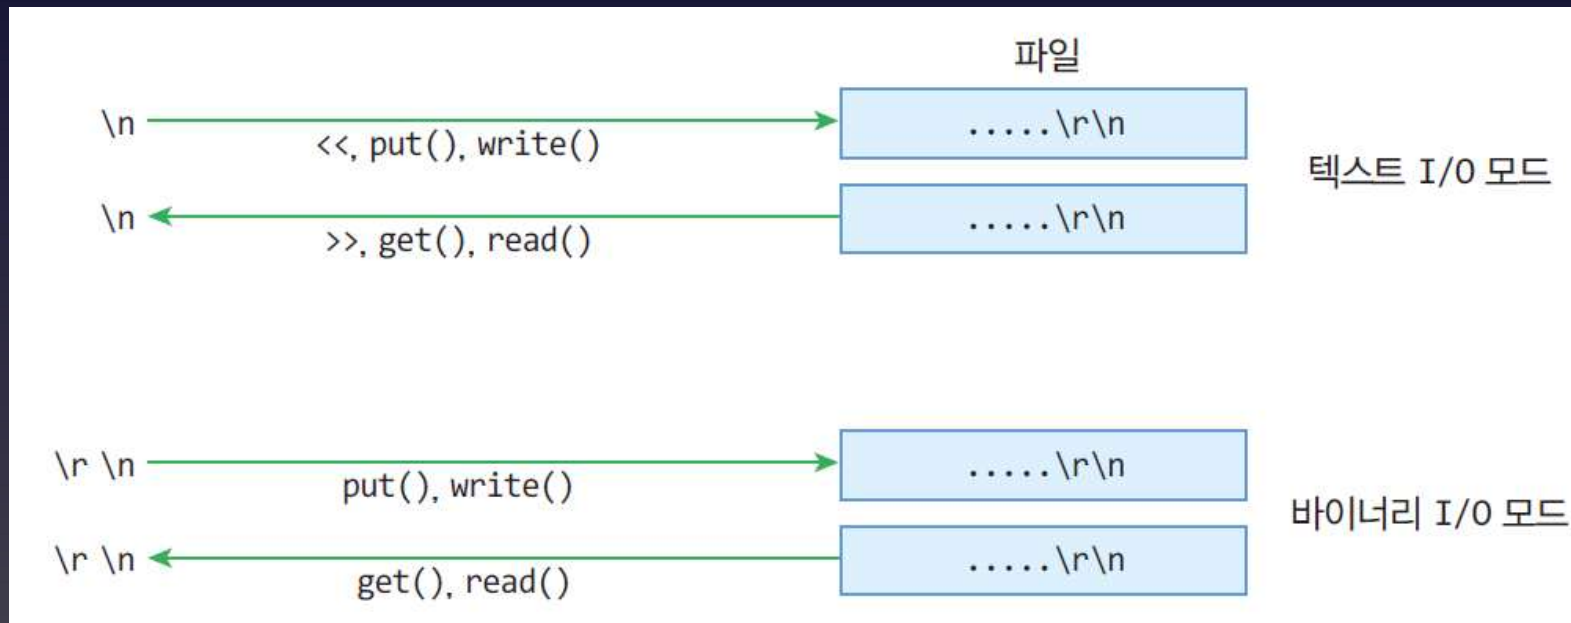 파일
\n
.....\r\n
<<, put(), write()
텍스트 I/O 모드
\n
.....\r\n
>>, get(), read()
\r \n
.....\r\n
put(), write()
바이너리 I/O 모드
\r \n
.....\r\n
get(), read()